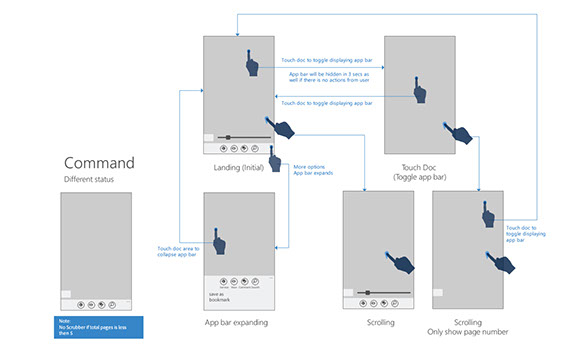 Touch doc to toggle displaying app bar
App bar will be hidden in 3 secs as
well if there is no actions from user
Touch doc to toggle displaying app bar
Command
Different status
Landing (Initial)
More options
App bar expands
Touch Doc
(Toggle app bar)
Touch doc area to
collapse app bar
save as
bookmark
Touch doc to
toggle displaying
app bar
Note:
No Scrubber if total pages is less
then 5
App bar expanding
Scrolling
Scrolling
Only show page number